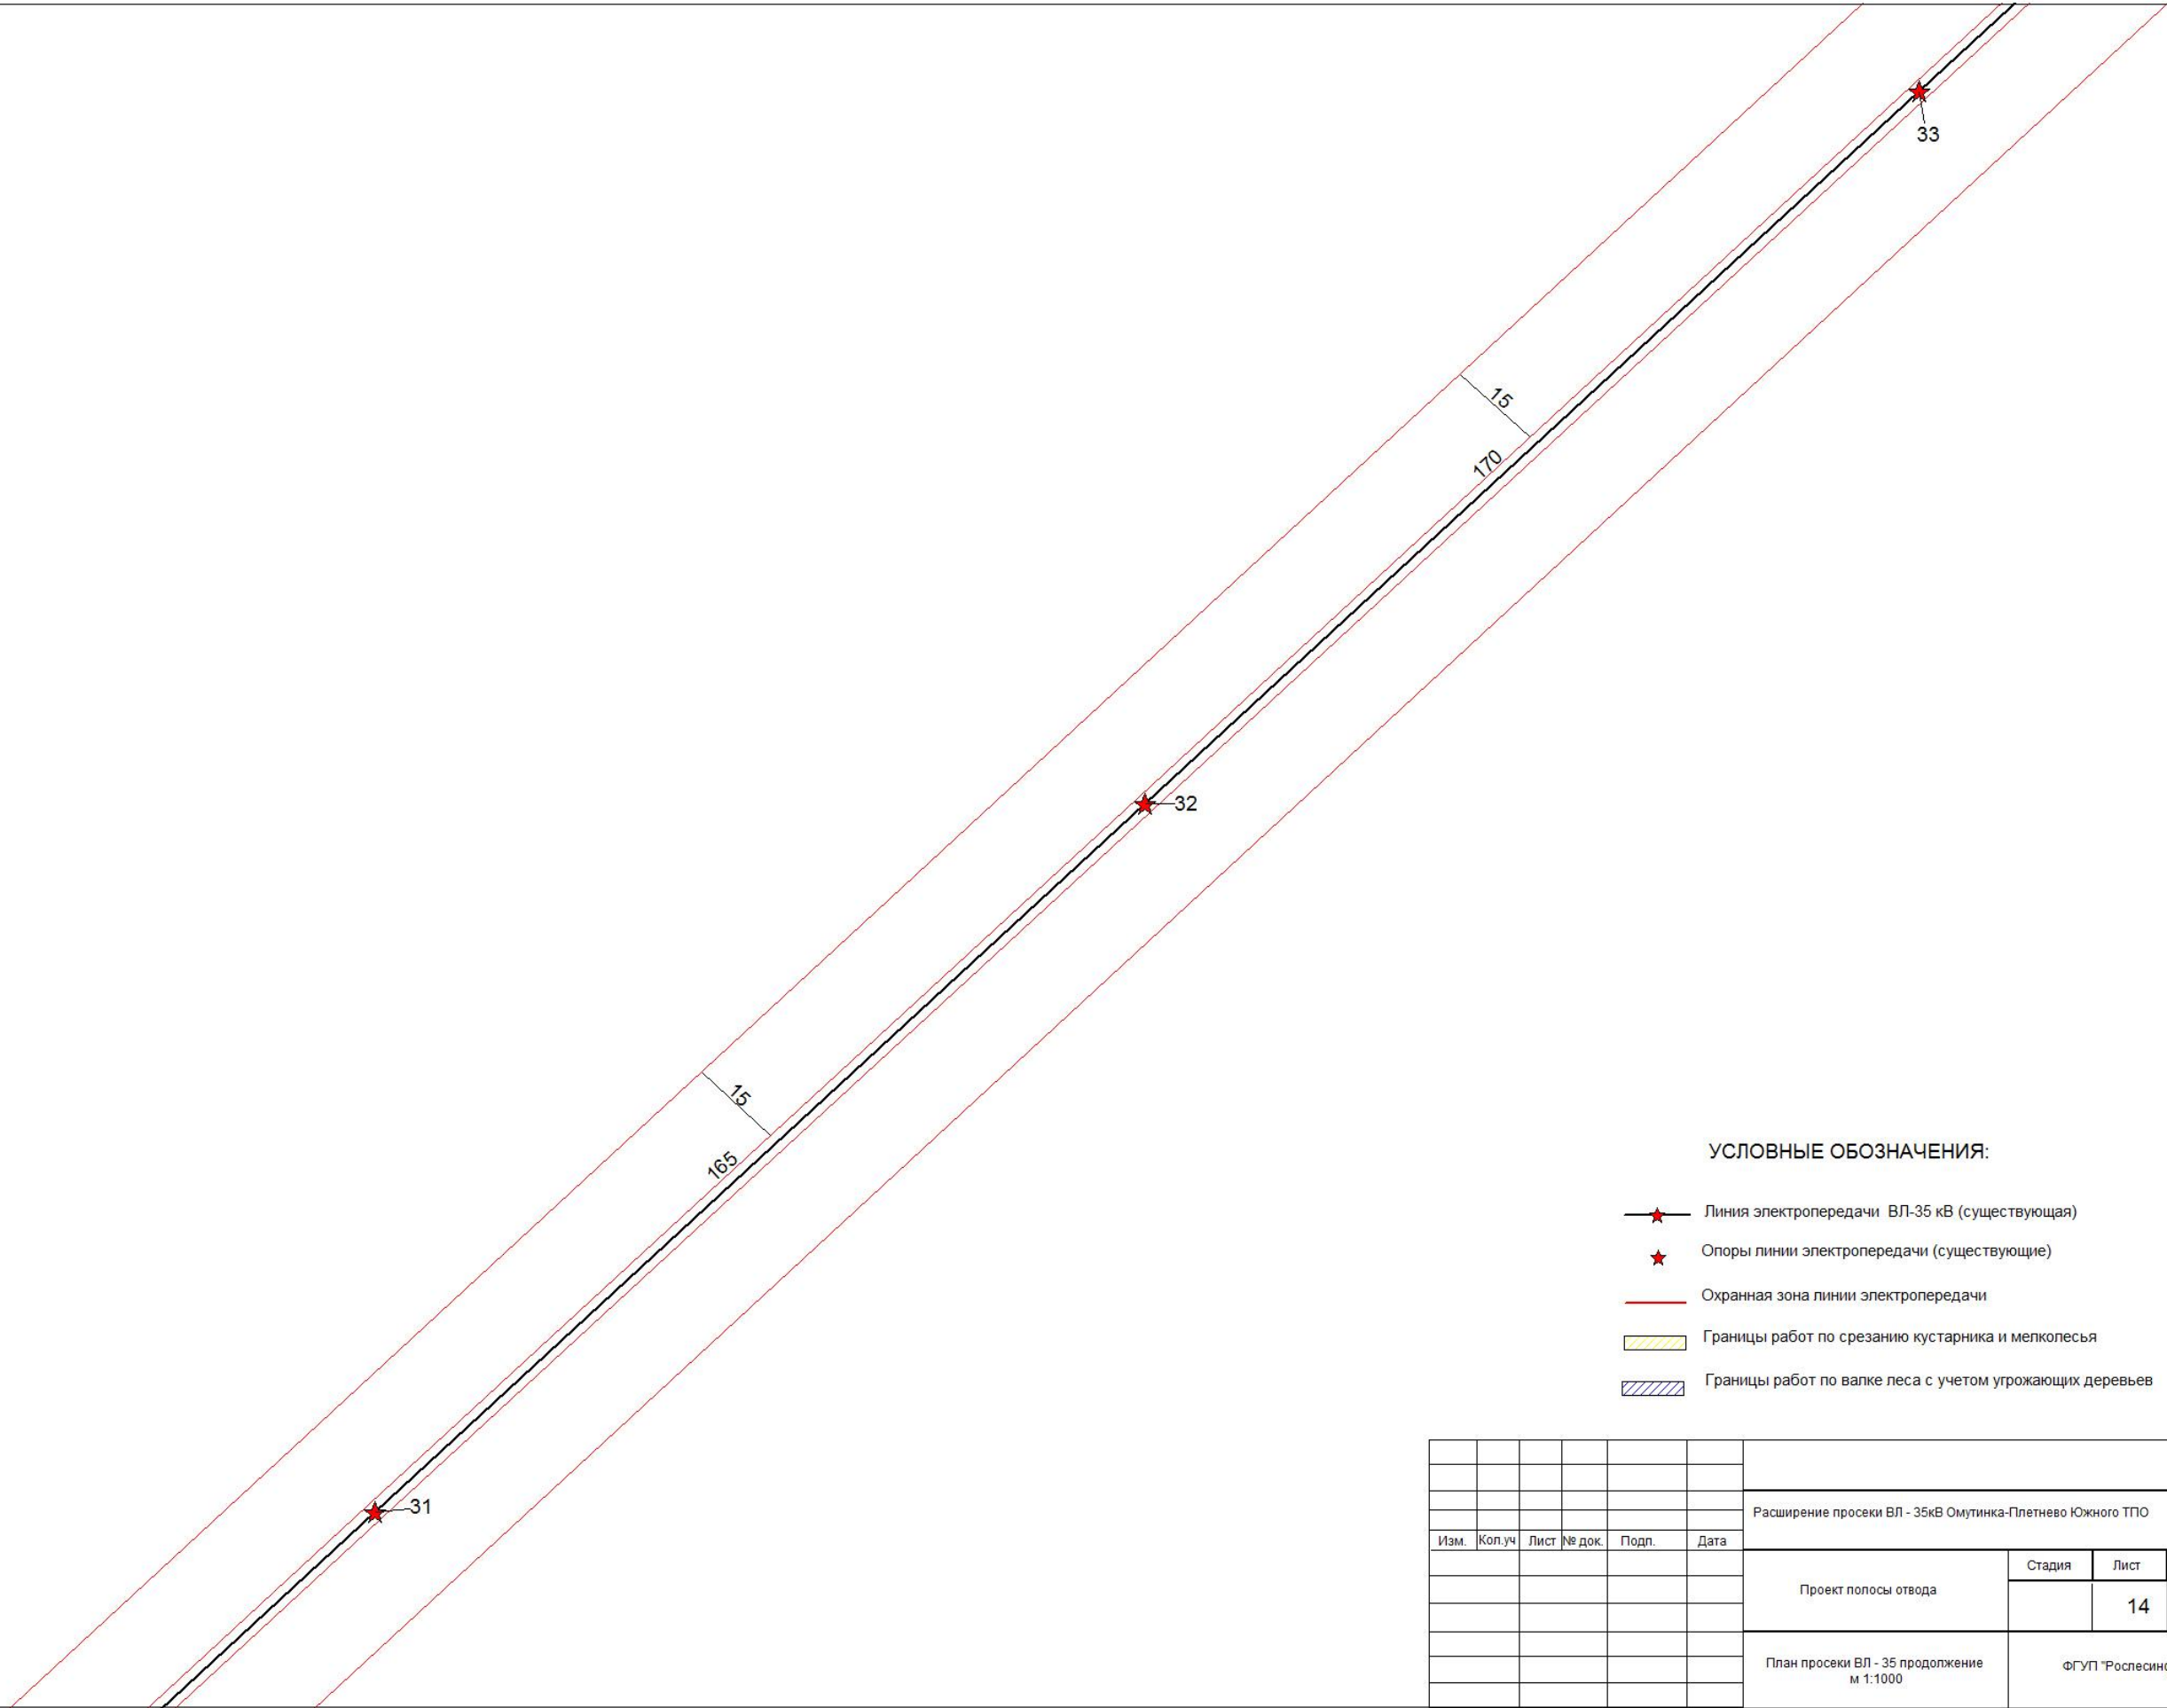 33
15
170
32
15
165
31
УСЛОВНЫЕ ОБОЗНАЧЕНИЯ:
Линия электропередачи ВЛ-35 кВ (существующая)
Опоры линии электропередачи (существующие)
Охранная зона линии электропередачи
Границы работ по срезанию кустарника и мелколесья
Границы работ по валке леса с учетом угрожающих деревьев
Расширение просеки ВЛ - 35кВ Омутинка-Плетнево Южного ТПО
Изм. Кол.уч Лист № док. Подп. Дата
Проект полосы отвода
Стадия Лист
14
План просеки ВЛ - 35 продолжение
м 1:1000
ФГУП "Рослесинф